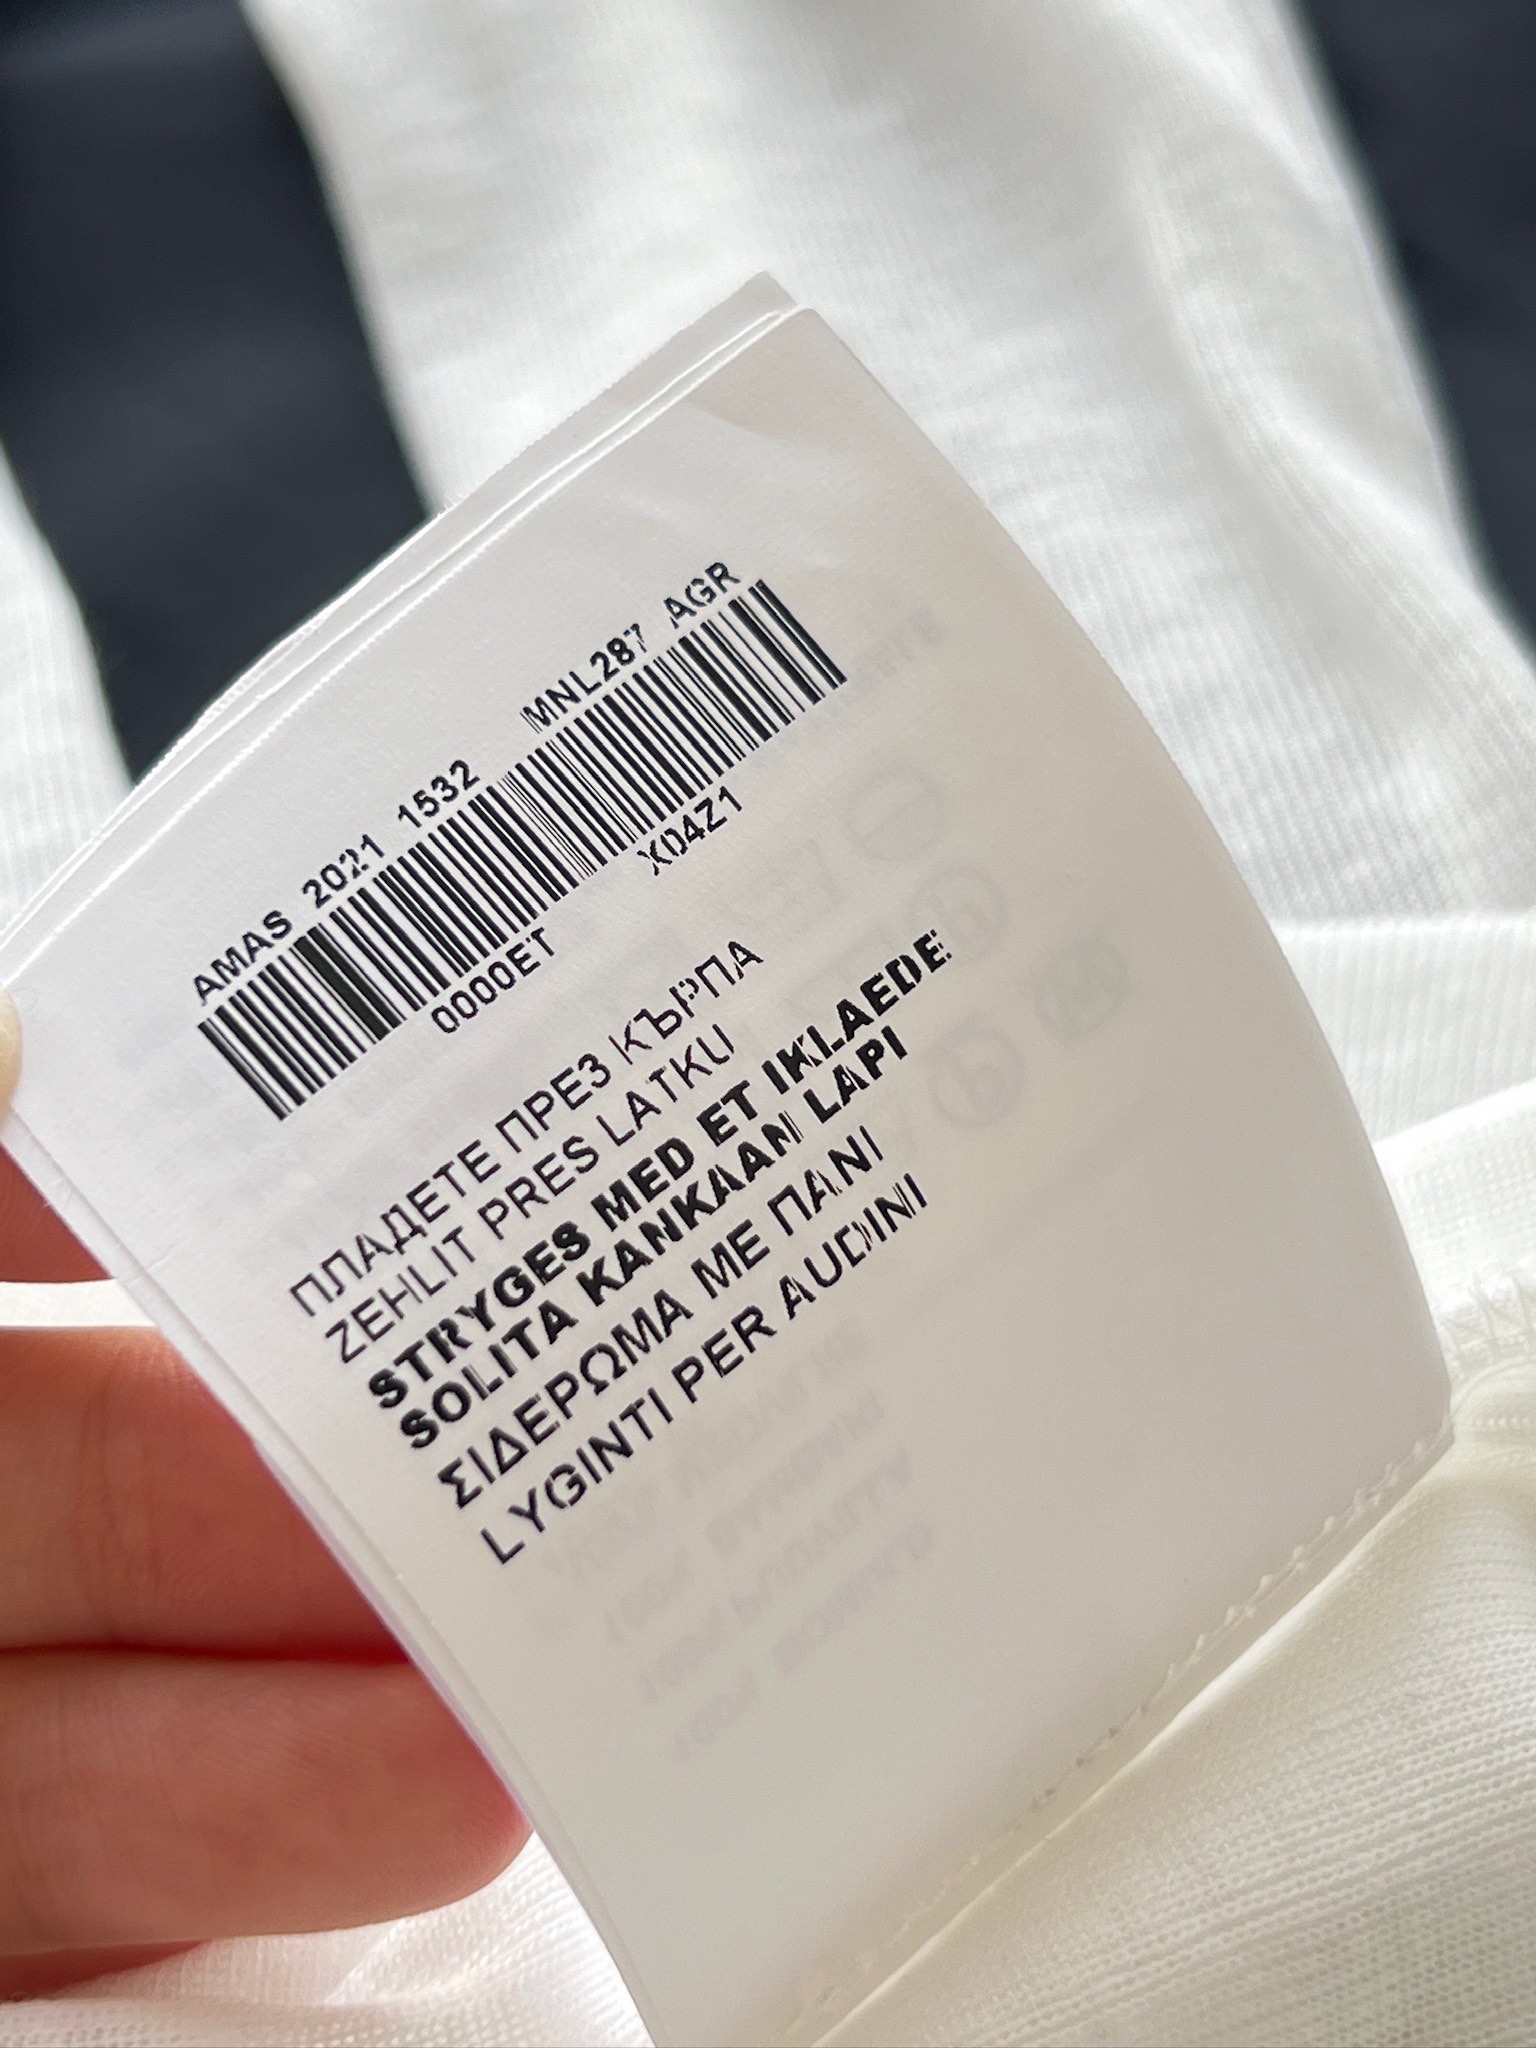 AMAS 2021 1532 MNL287 AGR
0000ET X04Z1
ПЛАДЕТЕ ПРЕЗ КЪРПА
ZEHLIT PRES LATKU
STRYGES MED ET IKLAEDE
SOLITA KANKAAN LAPI
ΣΙΔΕΡΩΜΑ ΜΕ ΠΑΝΙ
LYGINTI PER AUDINI